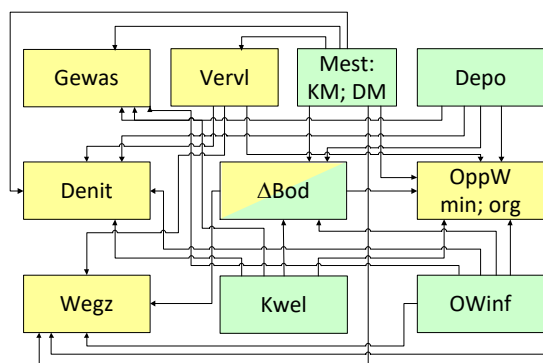 Gewas
Vervl
Mest:
KM; DM
Depo
Denit
ΔBod
OppW
min; org
Wegz
Kwel
OWinf